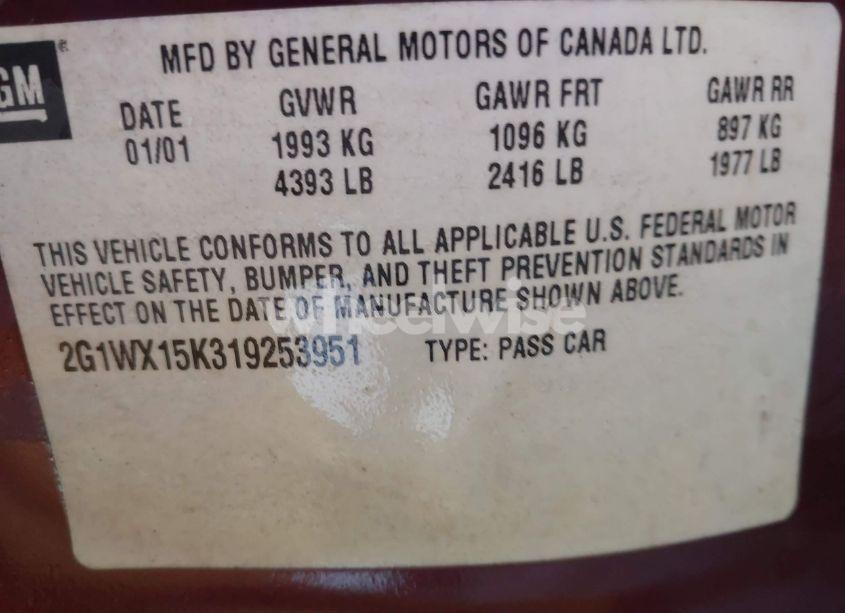 GM
MFD BY GENERAL MOTORS OF CANADA LTD.
DATE GVWR GAWR FRT GAWR RR
01/01 1993 KG 1096 KG 897 KG
4393 LB 2416 LB 1977 LB
THIS VEHICLE CONFORMS TO ALL APPLICABLE U.S. FEDERAL MOTOR
VEHICLE SAFETY, BUMPER, AND THEFT PREVENTION STANDARDS IN
EFFECT ON THE DATE OF MANUFACTURE SHOWN ABOVE.
wheelwise
2G1WX15K319253951 TYPE: PASS CAR